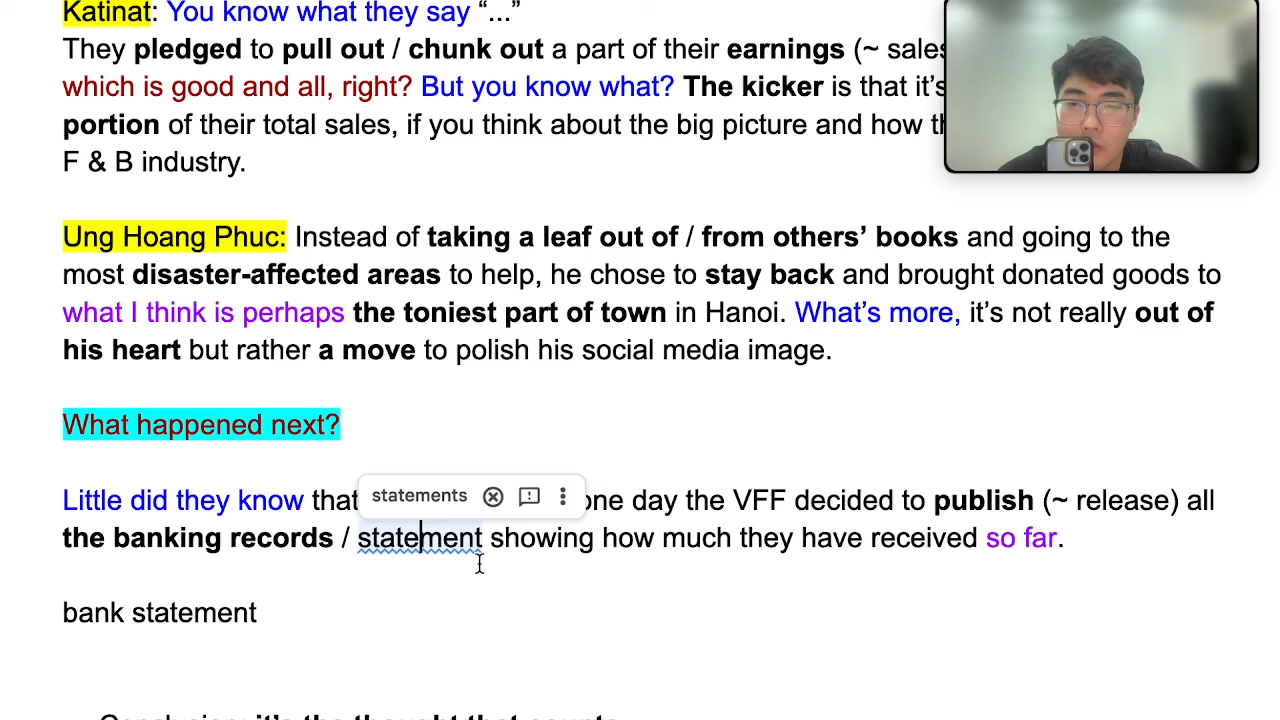 Katinat: You know what they say “...”
They pledged to pull out / chunk out a part of their earnings (~ sales
which is good and all, right? But you know what? The kicker is that it’s
portion of their total sales, if you think about the big picture and how
F & B industry.
Ung Hoang Phuc: Instead of taking a leaf out of / from others’ books and going to the
most disaster-affected areas to help, he chose to stay back and brought donated goods to
what I think is perhaps the toniest part of town in Hanoi. What’s more, it’s not really out of
his heart but rather a move to polish his social media image.
What happened next?
statements
Little did they know that one day the VFF decided to publish (~ release) all
the banking records / statement showing how much they have received so far.
bank statement
Conclusion: it’s the thought that counts